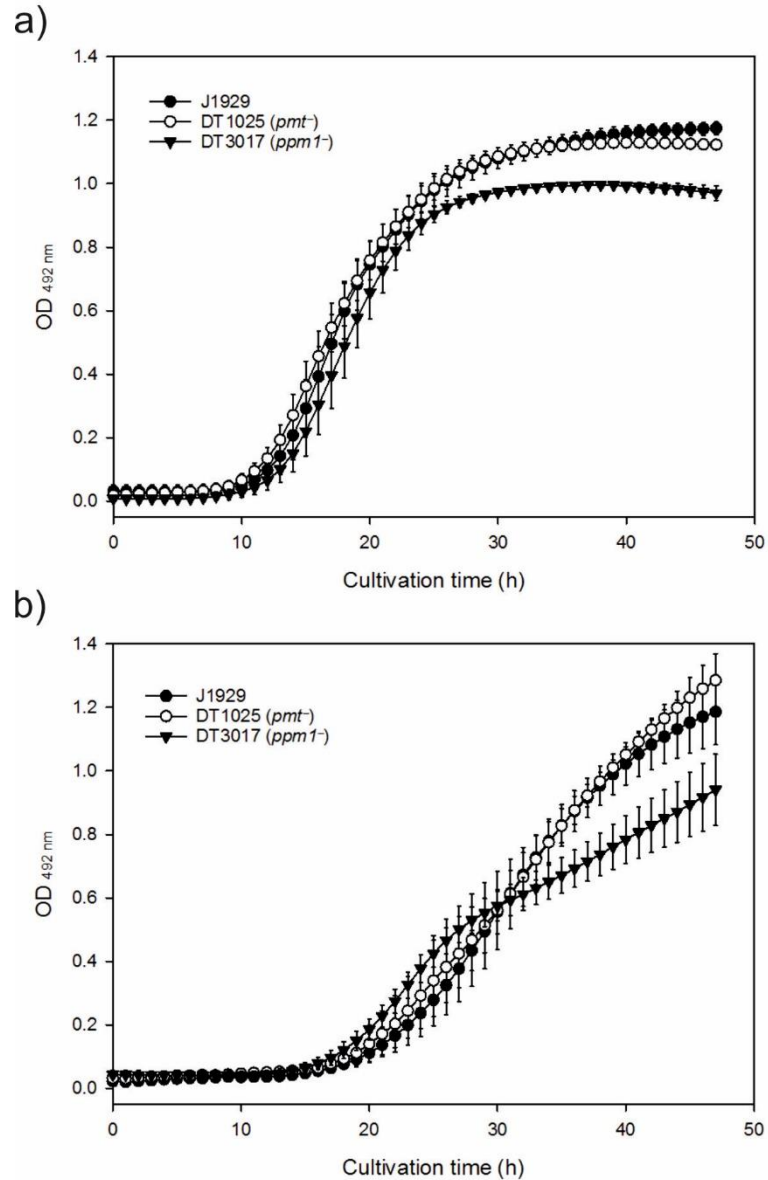 a)
1.4
1.2
1.0
0.8
0.6
0.4
0.2
0.0
OD 492 nm
J1929
DT1025 (pmt⁻)
DT3017 (ppm1⁻)
0 10 20 30 40 50
Cultivation time (h)
b)
1.4
1.2
1.0
0.8
0.6
0.4
0.2
0.0
OD 492 nm
J1929
DT1025 (pmt⁻)
DT3017 (ppm1⁻)
0 10 20 30 40 50
Cultivation time (h)